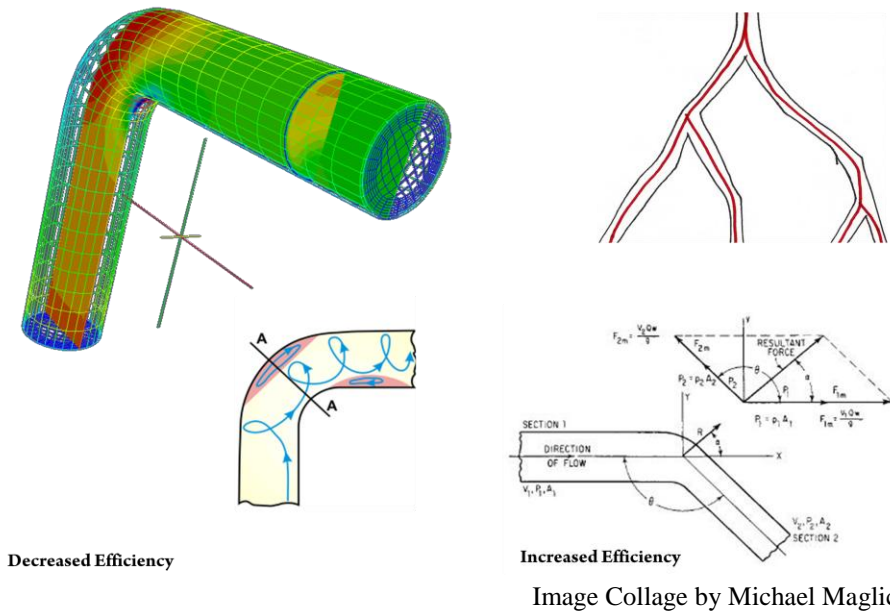 A
A
Decreased Efficiency
Y
F₂ₘ= V₂Qw/g
F₂ₘ
RESULTANT
FORCE
θ
α
P₂ = p₂A₂
P₂
P₁
F₁ₘ
P₁ = p₁A₁
F₁ₘ= V₁Qw/g
Y
SECTION 1
R
α
DIRECTION
OF FLOW
X
θ
V₁, P₁, A₁
V₂, P₂, A₂
SECTION 2
Increased Efficiency
Image Collage by Michael